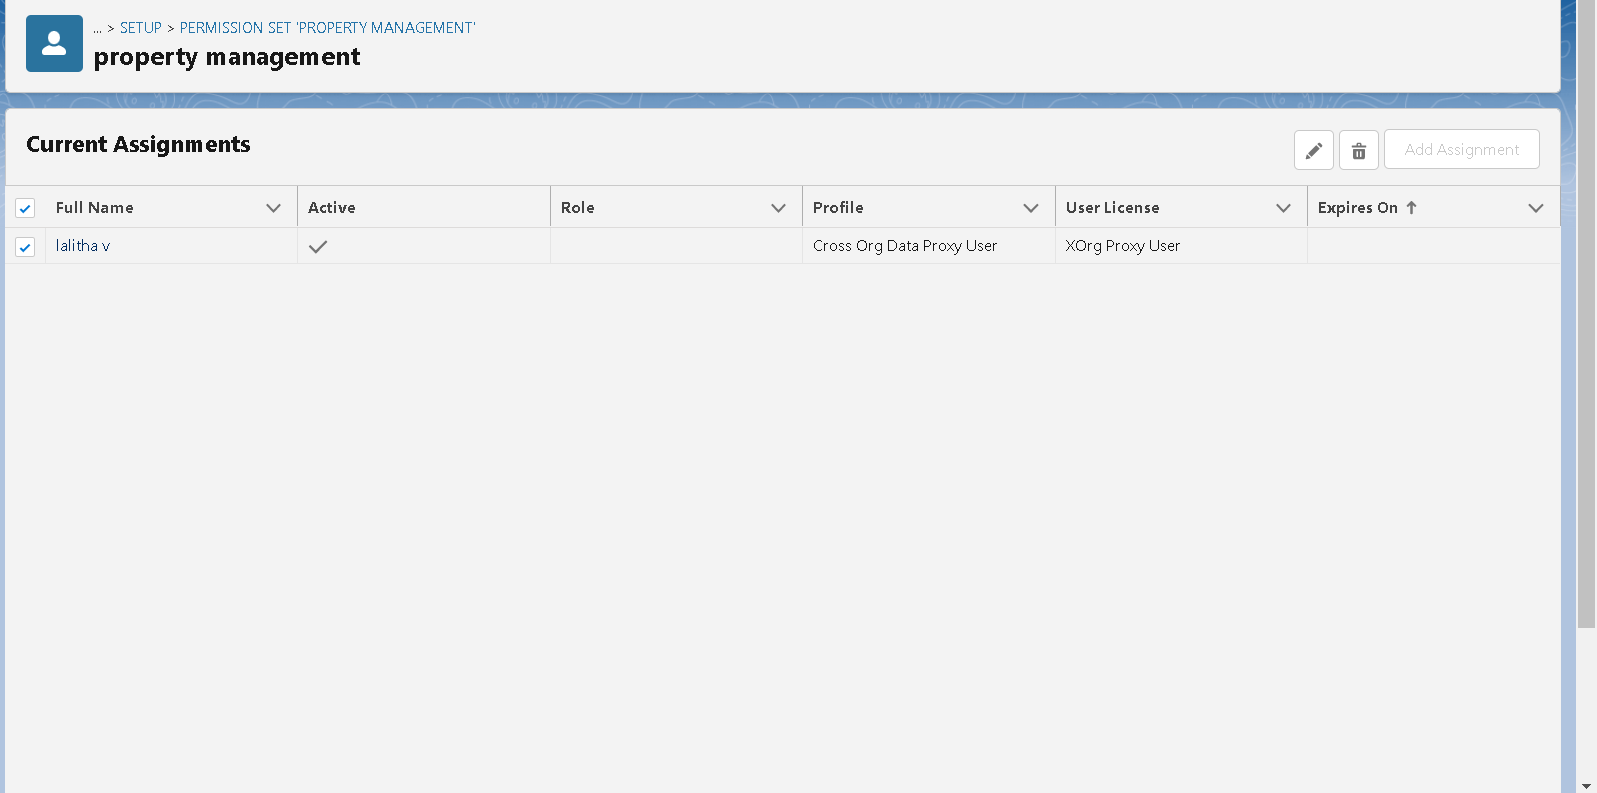 ... > SETUP > PERMISSION SET 'PROPERTY MANAGEMENT'
property management
Current Assignments
Add Assignment
Full Name Active Role Profile User License Expires On
lalitha v Cross Org Data Proxy User XOrg Proxy User